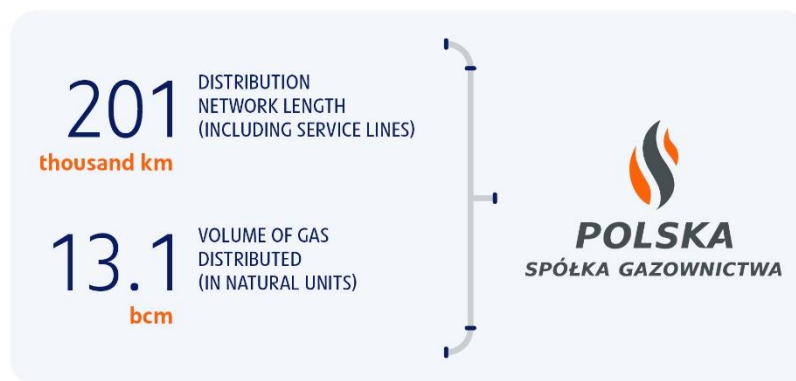 201
thousand km
DISTRIBUTION
NETWORK LENGTH
(INCLUDING SERVICE LINES)
13.1
bcm
VOLUME OF GAS
DISTRIBUTED
(IN NATURAL UNITS)
POLSKA
SPÓŁKA GAZOWNICTWA